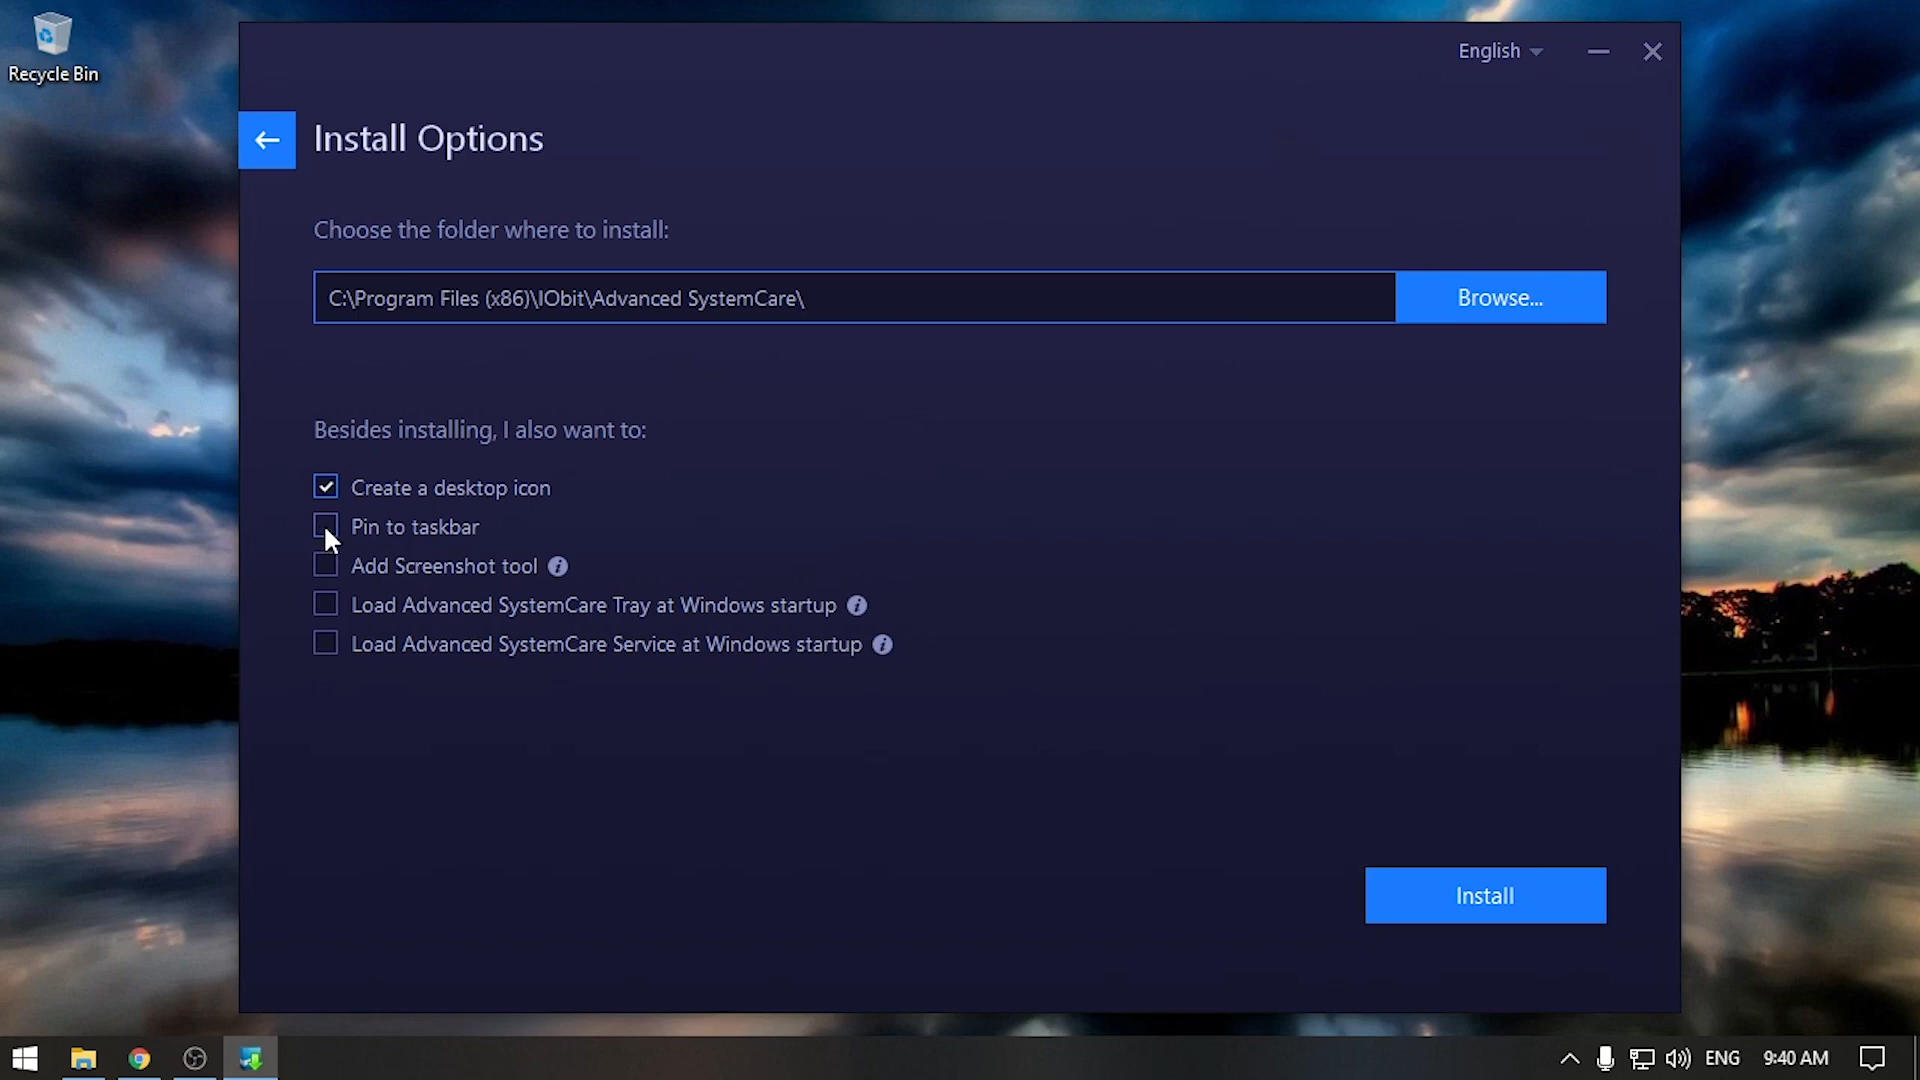 Recycle Bin
English
Install Options
Choose the folder where to install:
C:\Program Files (x86)\IObit\Advanced SystemCare\
Browse...
Besides installing, I also want to:
Create a desktop icon
Pin to taskbar
Add Screenshot tool
Load Advanced SystemCare Tray at Windows startup
Load Advanced SystemCare Service at Windows startup
Install
ENG
9:40 AM